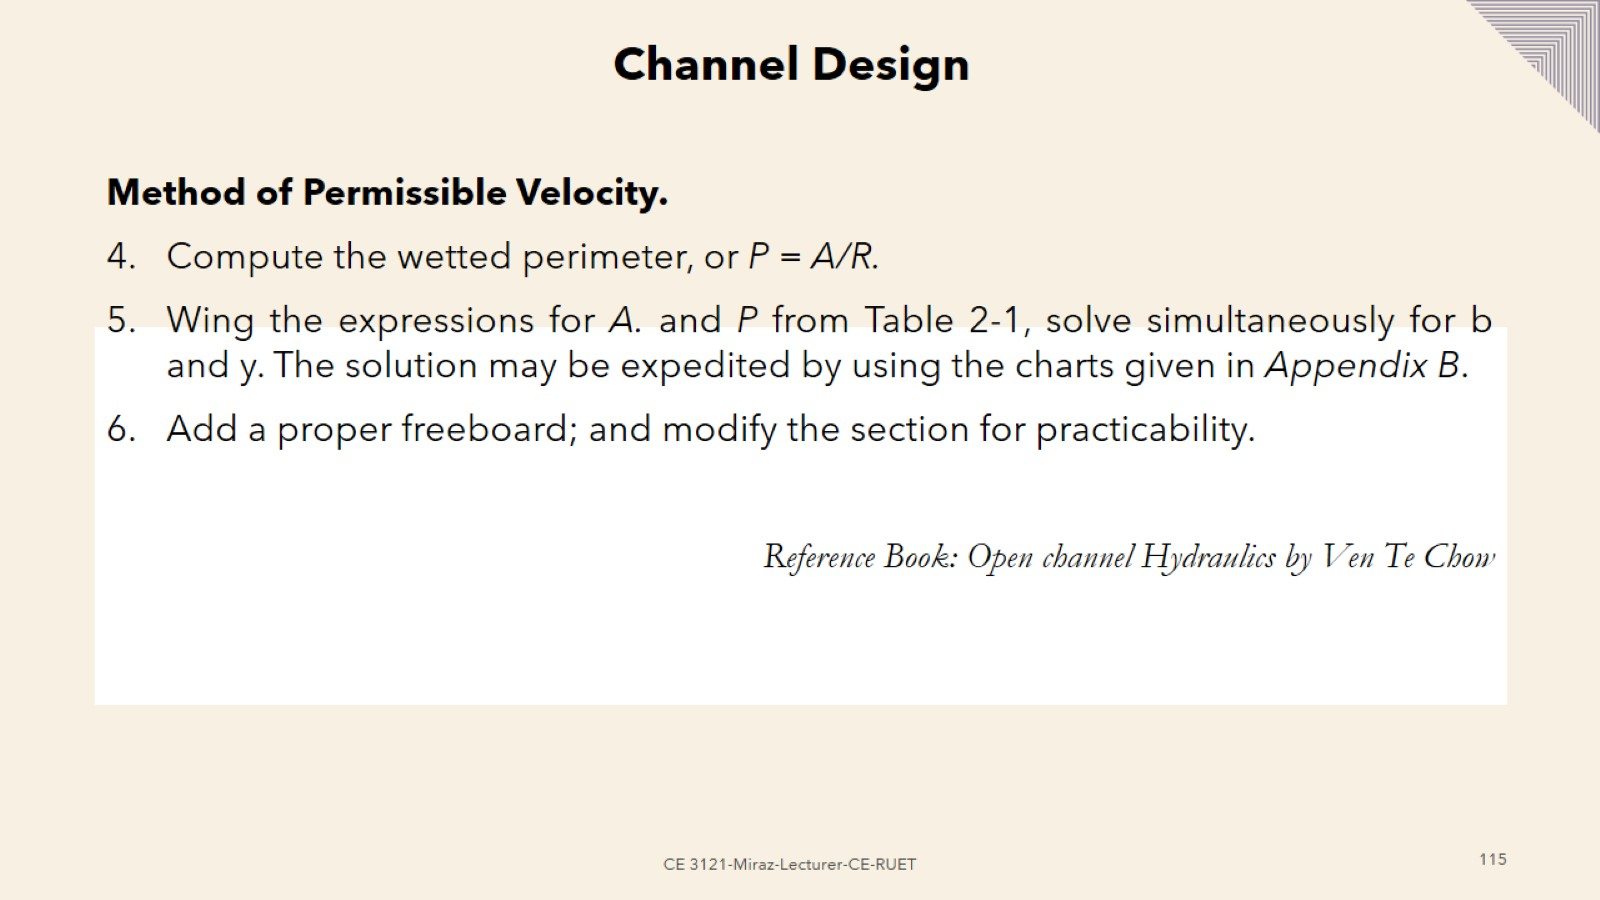 Channel Design
Method of Permissible Velocity.
4. Compute the wetted perimeter, or P = A/R.
5. Wing the expressions for A. and P from Table 2-1, solve simultaneously for b
and y. The solution may be expedited by using the charts given in Appendix B.
6. Add a proper freeboard; and modify the section for practicability.
Reference Book: Open channel Hydraulics by Ven Te Chow
CE 3121-Miraz-Lecturer-CE-RUET
115